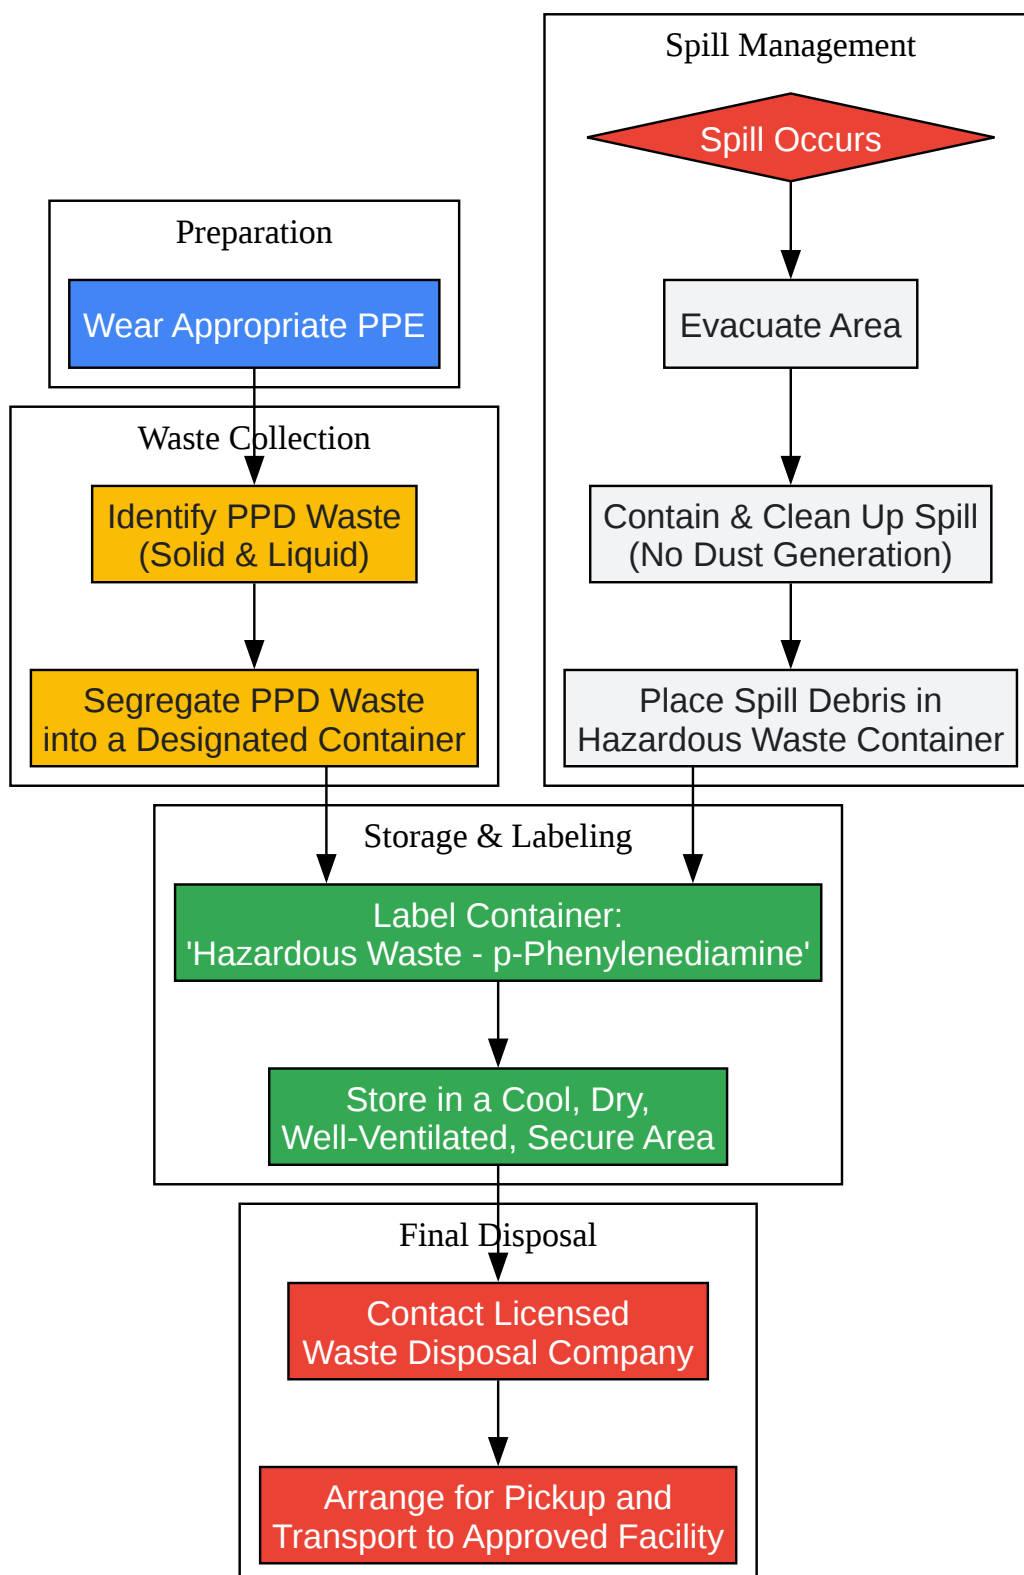 Spill Management
Spill Occurs
Preparation
Wear Appropriate PPE
Evacuate Area
Waste Collection
Identify PPD Waste
(Solid & Liquid)
Contain & Clean Up Spill
(No Dust Generation)
Segregate PPD Waste
into a Designated Container
Place Spill Debris in
Hazardous Waste Container
Storage & Labeling
Label Container:
'Hazardous Waste - p-Phenylenediamine'
Store in a Cool, Dry,
Well-Ventilated, Secure Area
Final Disposal
Contact Licensed
Waste Disposal Company
Arrange for Pickup and
Transport to Approved Facility